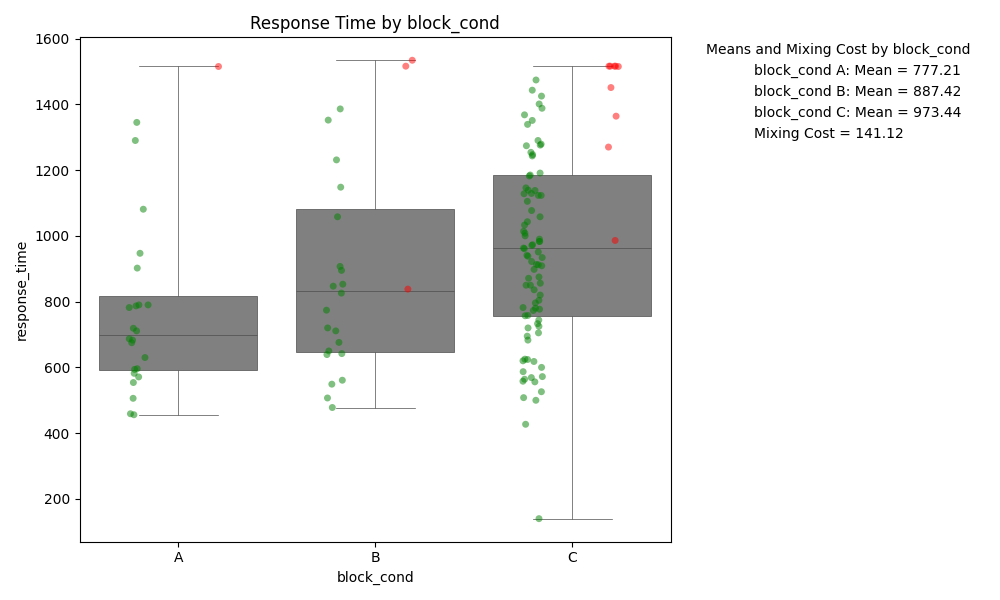 Response Time by block_cond
Means and Mixing Cost by block_cond
block_cond A: Mean = 777.21
block_cond B: Mean = 887.42
block_cond C: Mean = 973.44
Mixing Cost = 141.12
response_time
1600
1400
1200
1000
800
600
400
200
A
B
C
block_cond